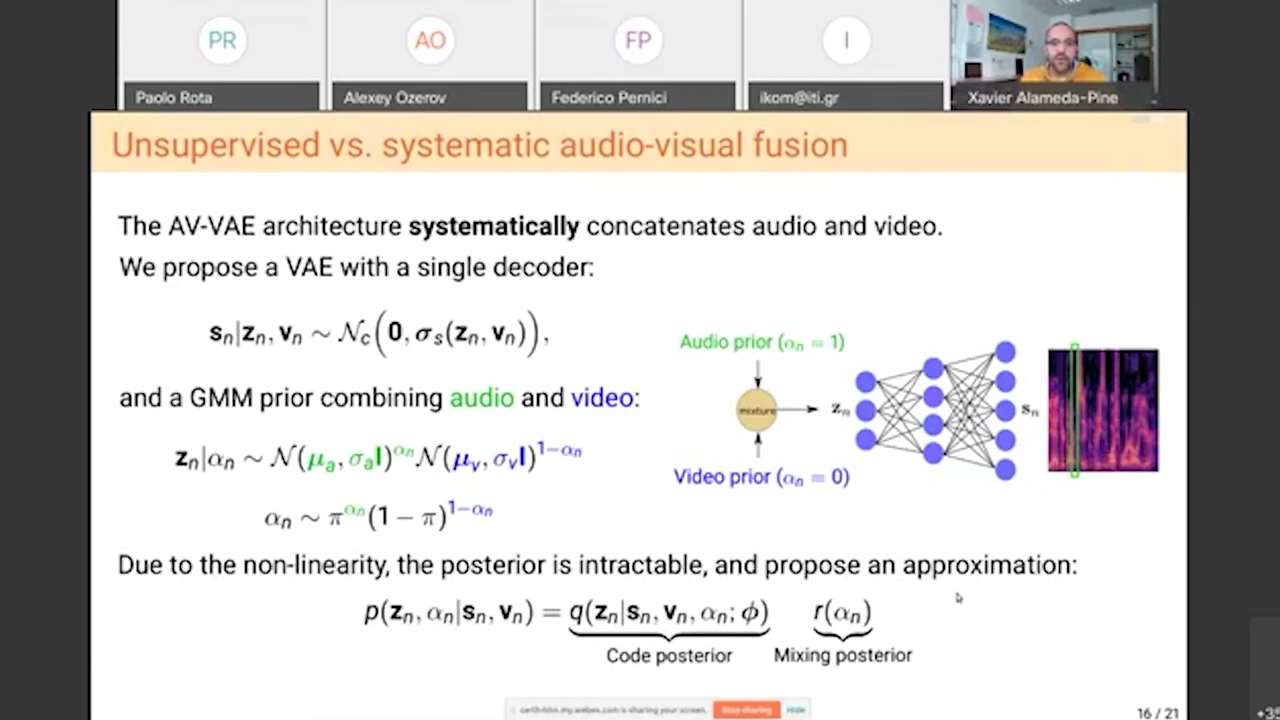 PR
AO
FP
I
Paolo Rota
Alexey Ozerov
Federico Pernici
ikom@iti.gr
Xavier Alameda-Pine
Unsupervised vs. systematic audio-visual fusion
The AV-VAE architecture systematically concatenates audio and video.
We propose a VAE with a single decoder:
sₙ|zₙ, vₙ ∼ 𝒩c(0, σₛ(zₙ, vₙ)),
Audio prior (αₙ = 1)
and a GMM prior combining audio and video:
mixture
zₙ
sₙ
zₙ|αₙ ∼ 𝒩(μₐ, σₐI)^αₙ 𝒩(μᵥ, σᵥI)^1−αₙ
Video prior (αₙ = 0)
αₙ ∼ π^αₙ(1 − π)^1−αₙ
Due to the non-linearity, the posterior is intractable, and propose an approximation:
p(zₙ, αₙ|sₙ, vₙ) = q(zₙ|sₙ, vₙ, αₙ; ϕ) r(αₙ)
Code posterior
Mixing posterior
is sharing your screen.
Stop sharing
Hide
16 / 21